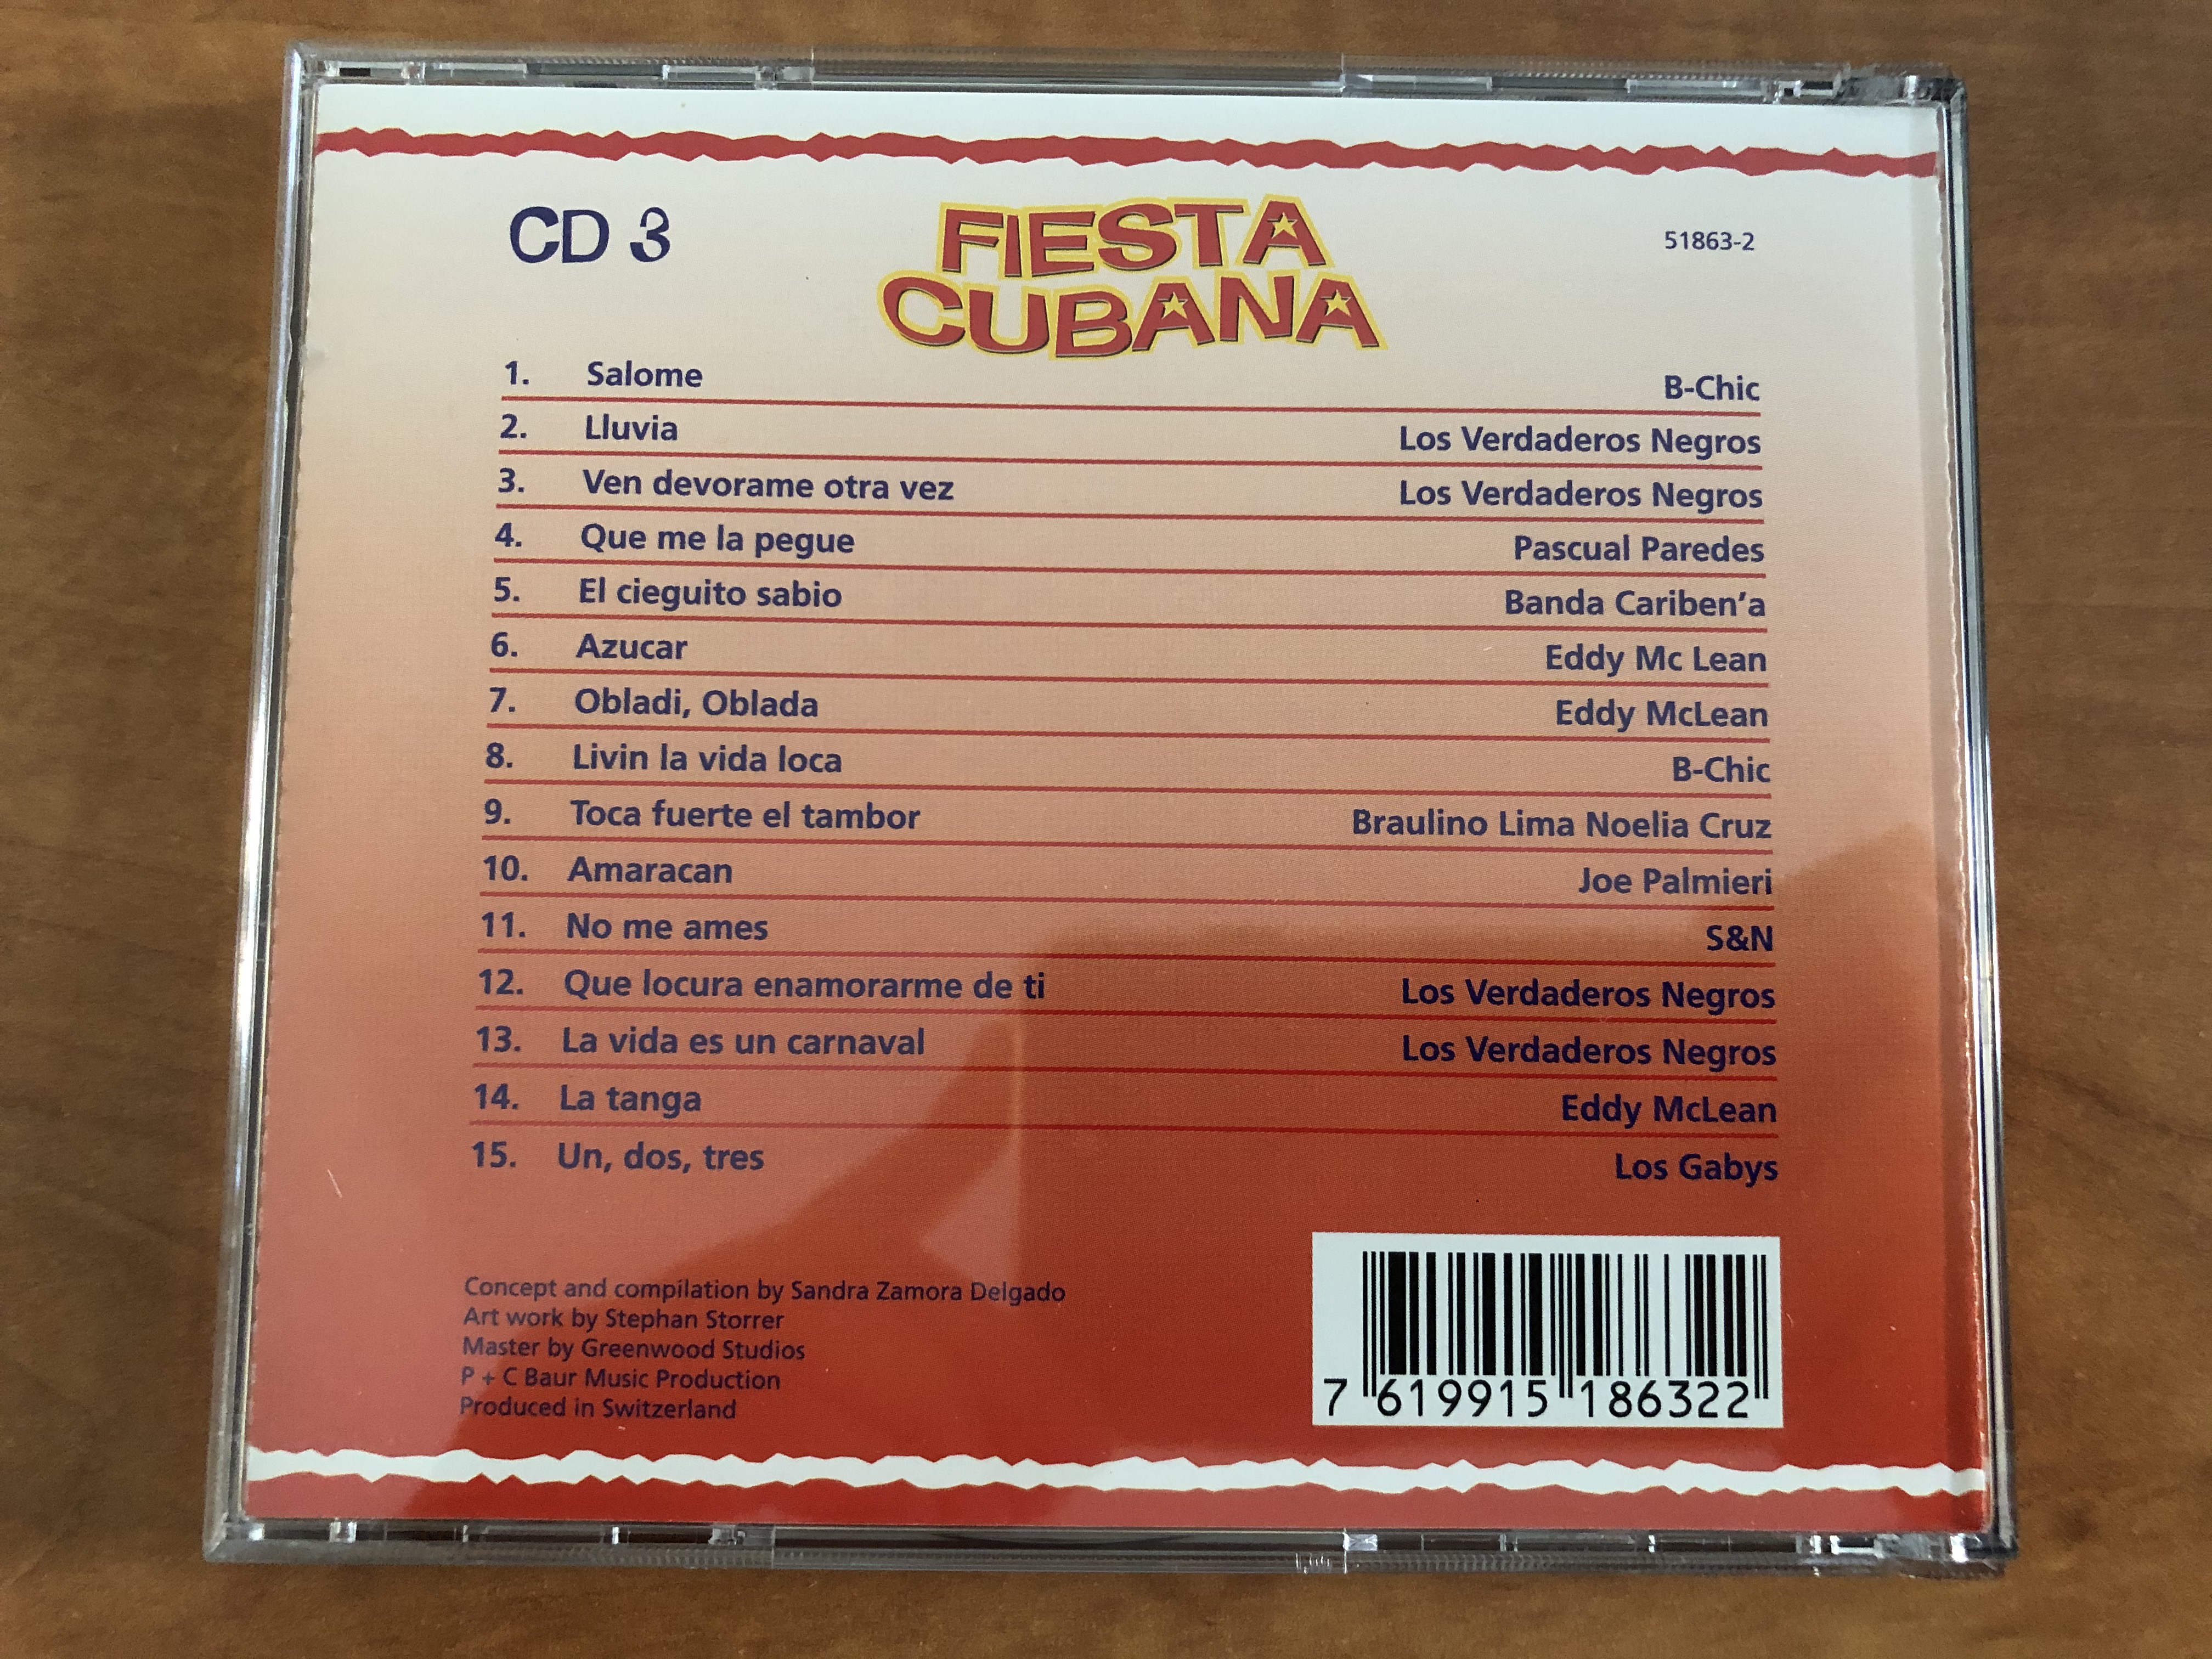 CD 3
FIESTA
CUBANA
51863-2
1. Salome B-Chic
2. Lluvia Los Verdaderos Negros
3. Ven devorame otra vez Los Verdaderos Negros
4. Que me la pegue Pascual Paredes
5. El cieguito sabio Banda Cariben'a
6. Azucar Eddy Mc Lean
7. Obladi, Oblada Eddy McLean
8. Livin la vida loca B-Chic
9. Toca fuerte el tambor Braulino Lima Noelia Cruz
10. Amaracan Joe Palmieri
11. No me ames S&N
12. Que locura enamorarme de ti Los Verdaderos Negros
13. La vida es un carnaval Los Verdaderos Negros
14. La tanga Eddy McLean
15. Un, dos, tres Los Gabys
Concept and compilation by Sandra Zamora Delgado
Art work by Stephan Storrer
Master by Greenwood Studios
P + C Baur Music Production
Produced in Switzerland
7 619915 186322